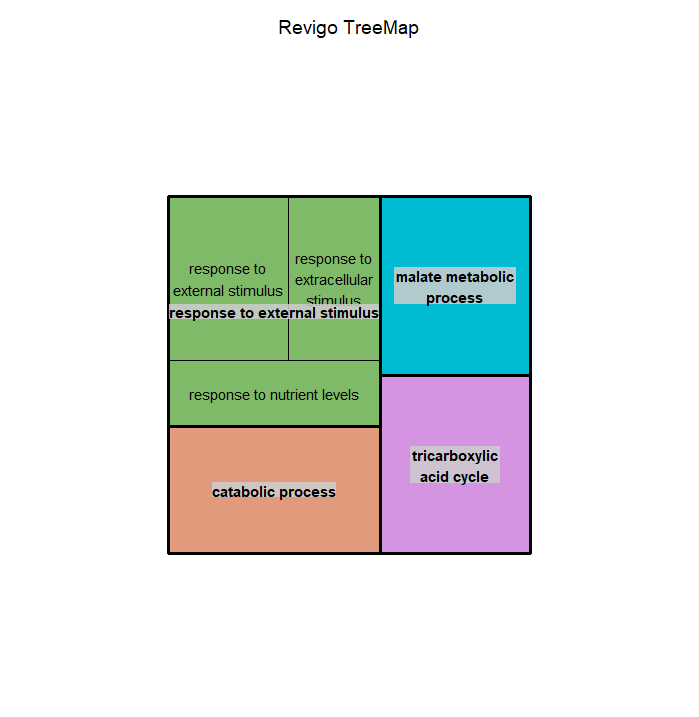 Revigo TreeMap
response to
external stimulus
response to
extracellular
stimulus
response to external stimulus
response to nutrient levels
malate metabolic
process
catabolic process
tricarboxylic
acid cycle